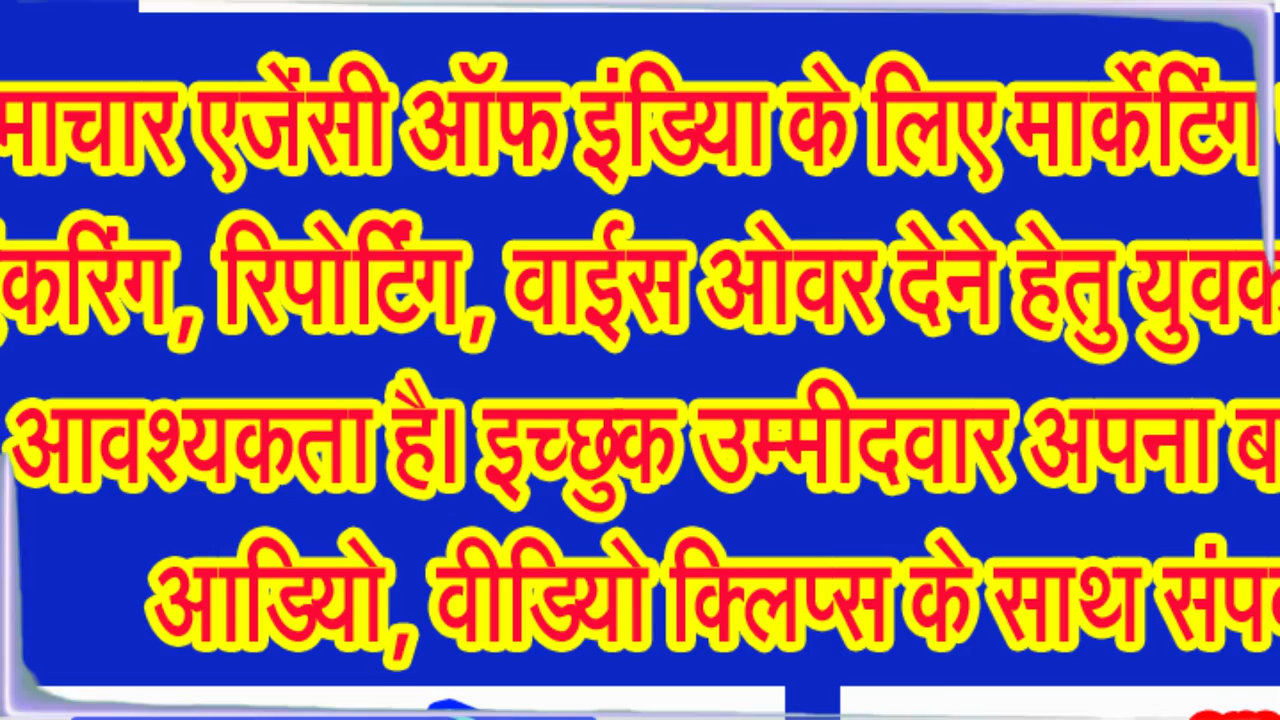 माचार एजेंसी ऑफ इंडिया के लिए मार्केटिंग
करिंग, रिपोर्टिंग, वाईस ओवर देने हेतु युवक
आवश्यकता है। इच्छुक उम्मीदवार अपना ब
आडियो, वीडियो क्लिप्स के साथ संप